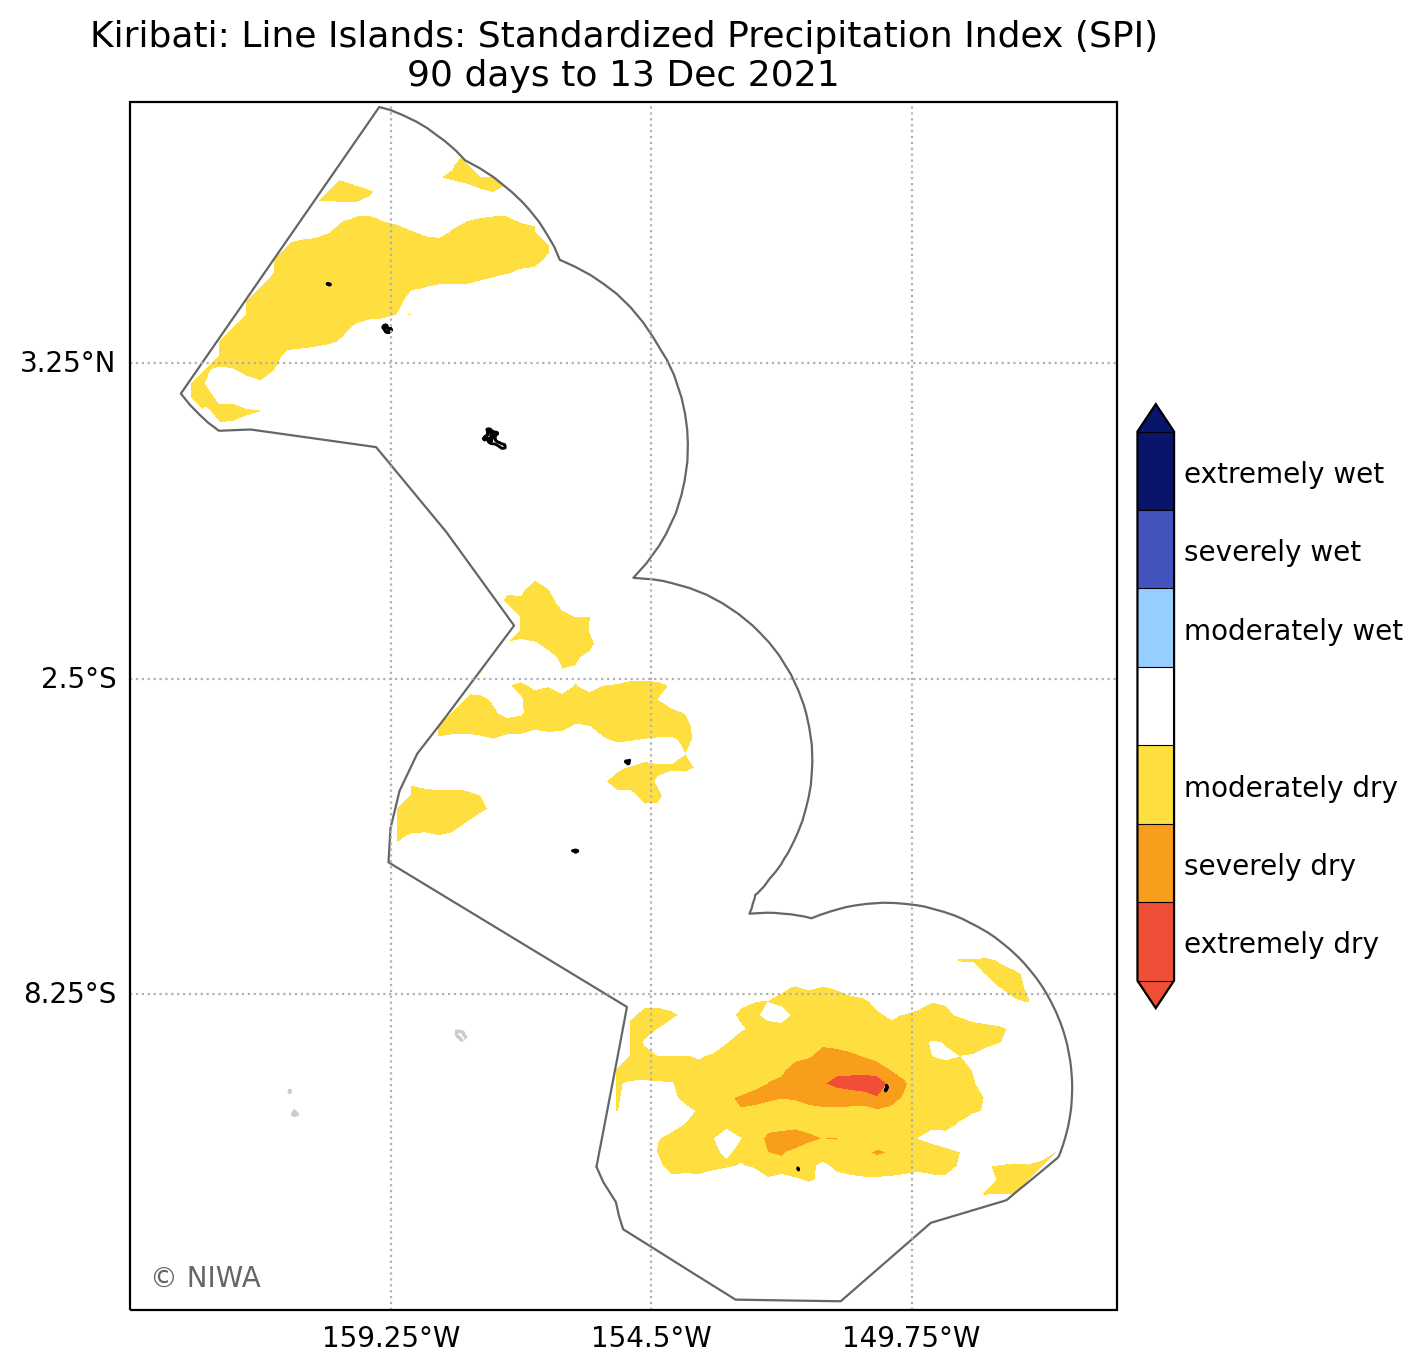 Kiribati: Line Islands: Standardized Precipitation Index (SPI)
90 days to 13 Dec 2021
3.25°N
2.5°S
8.25°S
159.25°W
154.5°W
149.75°W
extremely wet
severely wet
moderately wet
moderately dry
severely dry
extremely dry
© NIWA